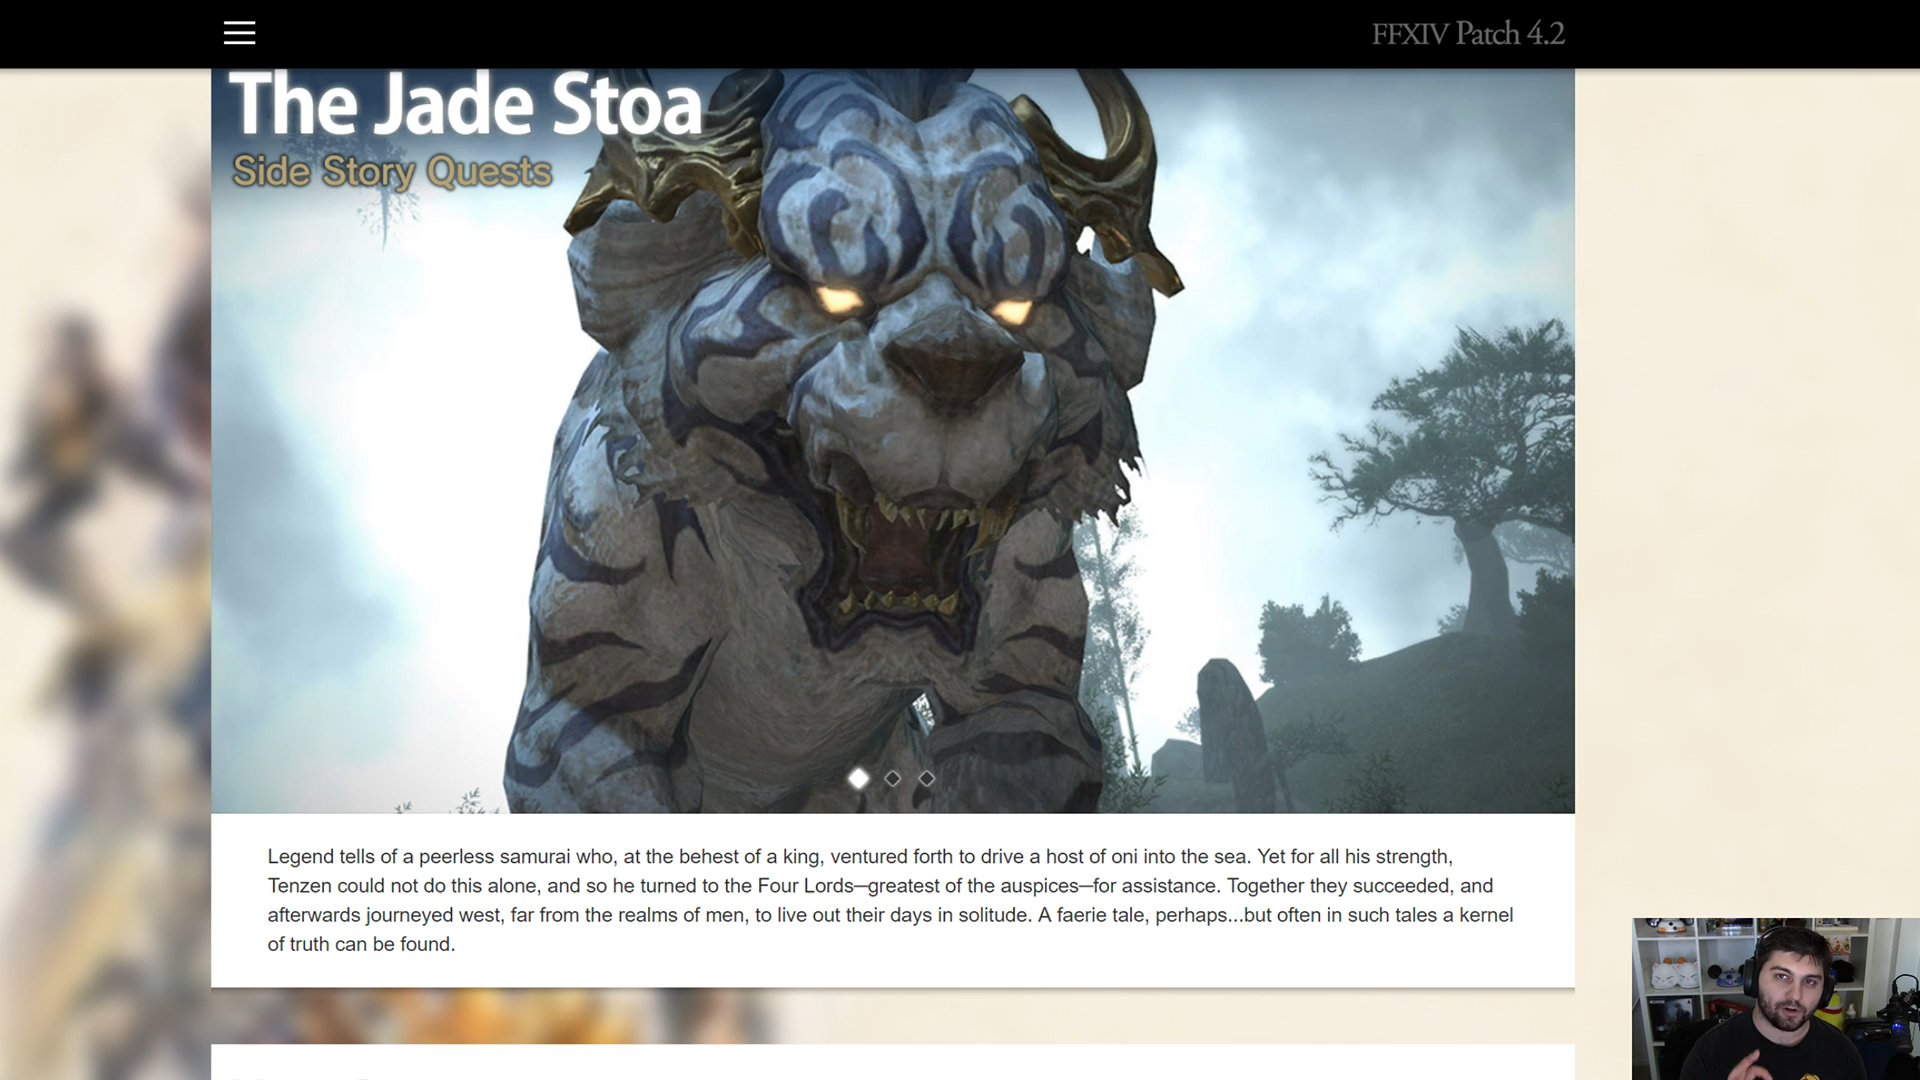 FFXIV Patch 4.2
The Jade Stoa
Side Story Quests
Legend tells of a peerless samurai who, at the behest of a king, ventured forth to drive a host of oni into the sea. Yet for all his strength,
Tenzen could not do this alone, and so he turned to the Four Lords—greatest of the auspices—for assistance. Together they succeeded, and
afterwards journeyed west, far from the realms of men, to live out their days in solitude. A faerie tale, perhaps...but often in such tales a kernel
of truth can be found.